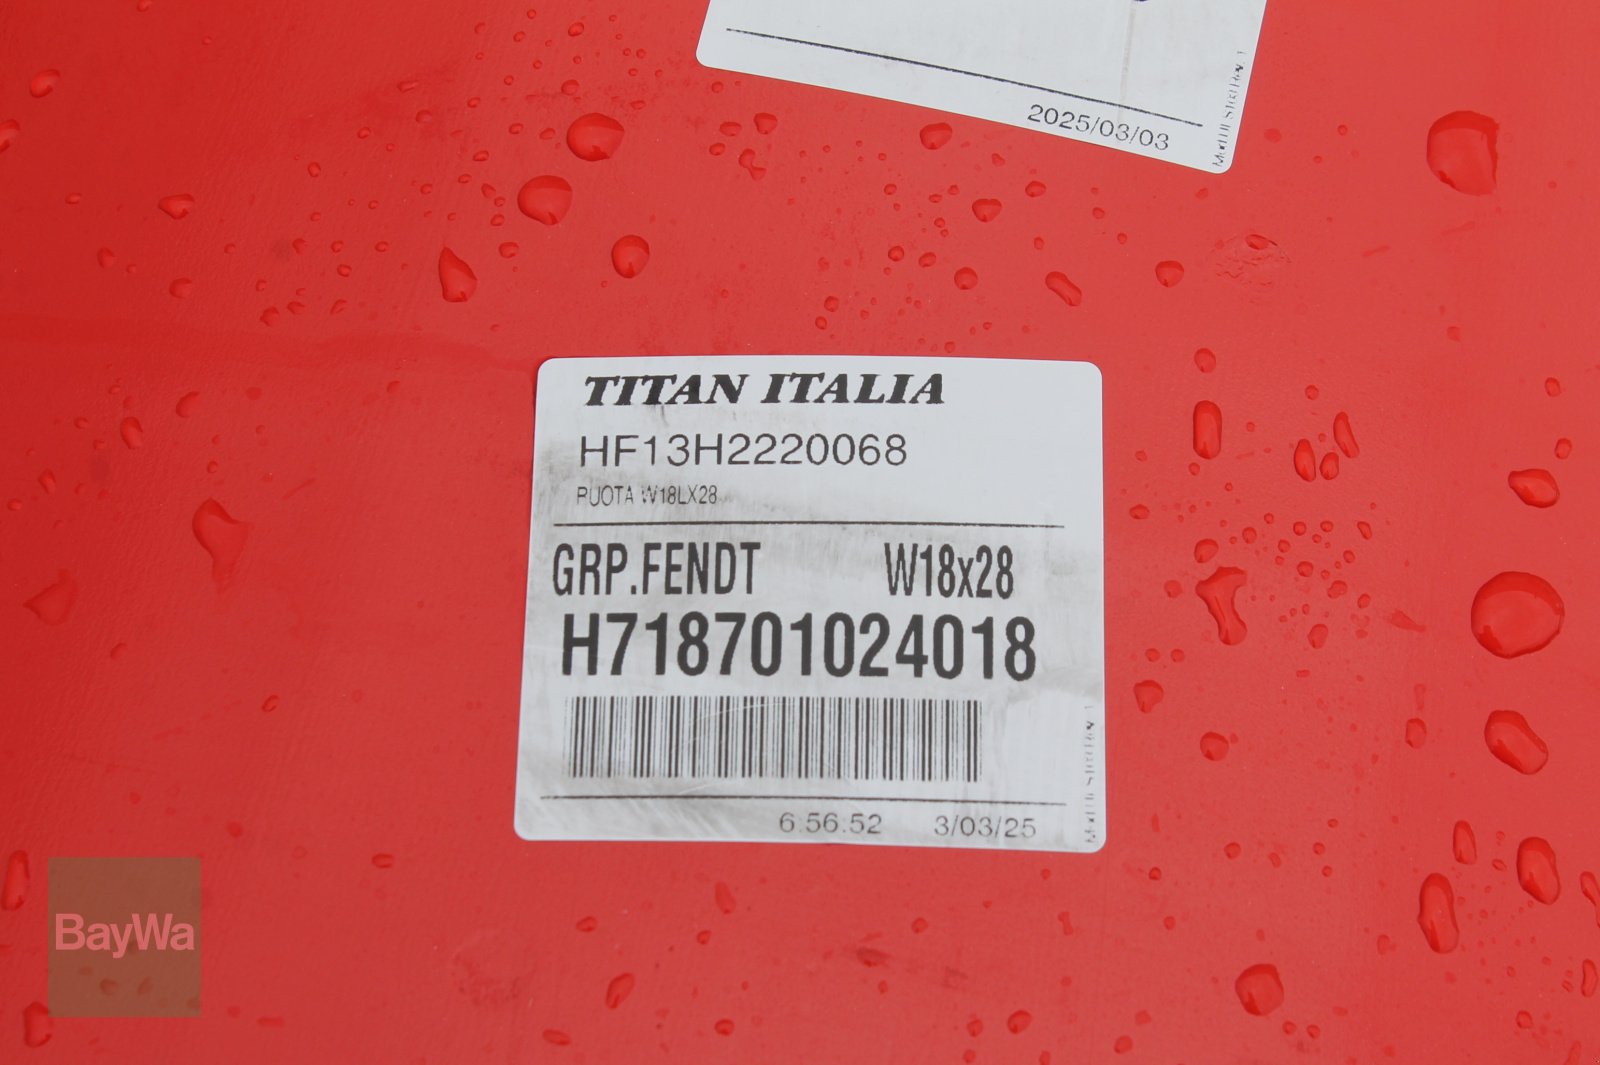 2025/03/03
TITAN ITALIA
HF13H2220068
RUOTA W18LX28
GRP.FENDT W18x28
H718701024018
6:56:52 3/03/25
BayWa